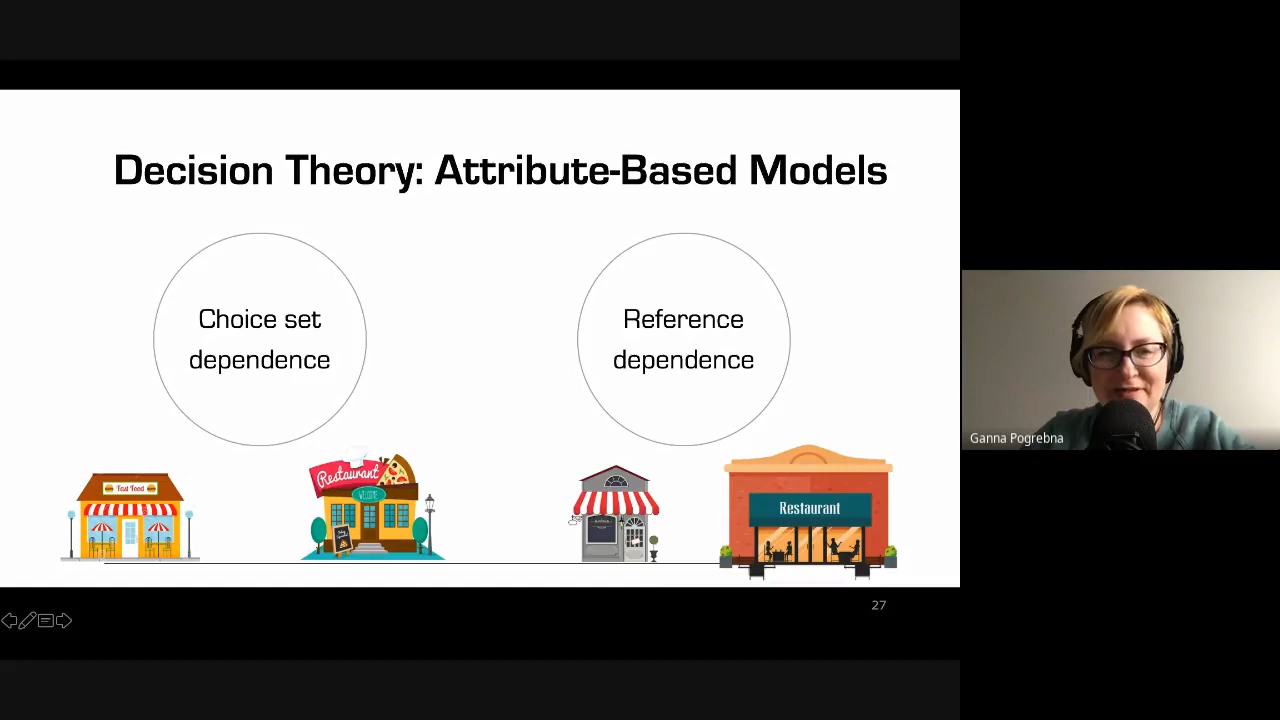 Decision Theory: Attribute-Based Models
Choice set
dependence
Reference
dependence
Fast Food
Restaurant
WELCOME
Restaurant
Ganna Pogrebna
27